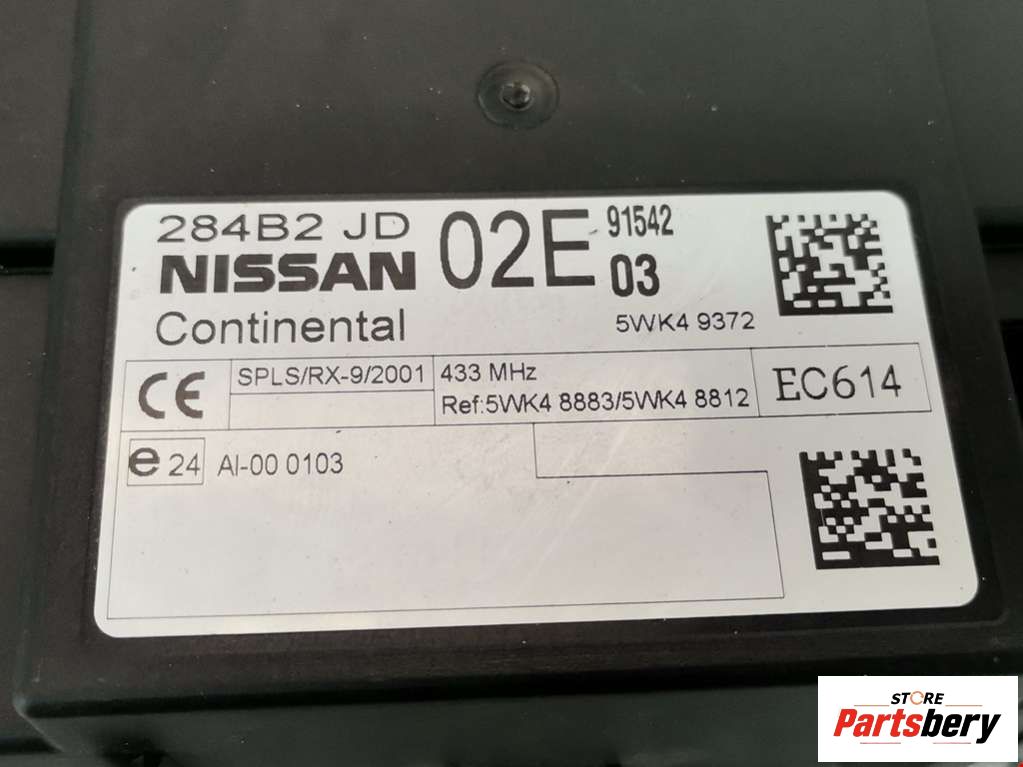 284B2 JD
NISSAN
02E
91542
03
Continental
5WK4 9372
CE
SPLS/RX-9/2001
433 MHz
Ref:5WK4 8883/5WK4 8812
EC614
e 24
AI-00 0103
STORE
Partsbery